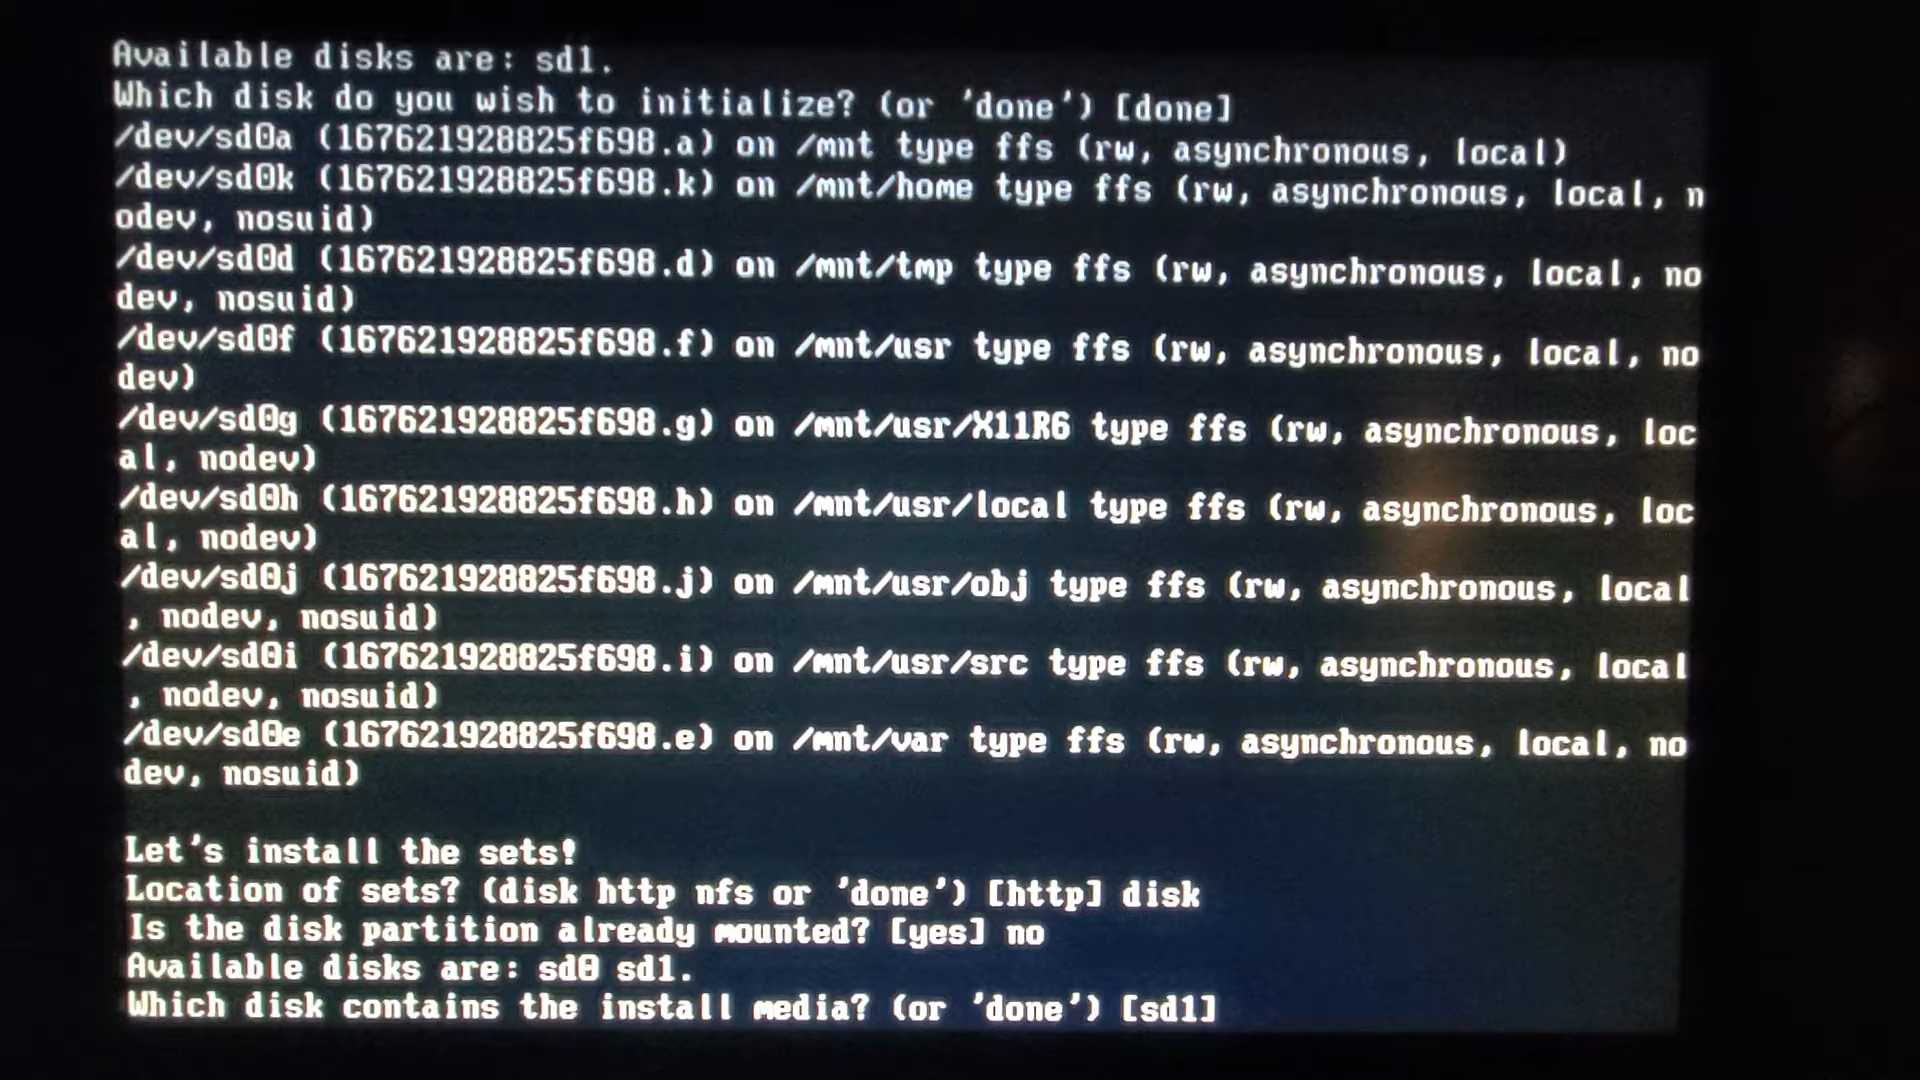 Available disks are: sd1.
Which disk do you wish to initialize? (or 'done') [done]
/dev/sd0a (167621928825f698.a) on /mnt type ffs (rw, asynchronous, local)
/dev/sd0k (167621928825f698.k) on /mnt/home type ffs (rw, asynchronous, local, n
odev, nosuid)
/dev/sd0d (167621928825f698.d) on /mnt/tmp type ffs (rw, asynchronous, local, no
dev, nosuid)
/dev/sd0f (167621928825f698.f) on /mnt/usr type ffs (rw, asynchronous, local, no
dev)
/dev/sd0g (167621928825f698.g) on /mnt/usr/X11R6 type ffs (rw, asynchronous, loc
al, nodev)
/dev/sd0h (167621928825f698.h) on /mnt/usr/local type ffs (rw, asynchronous, loc
al, nodev)
/dev/sd0j (167621928825f698.j) on /mnt/usr/obj type ffs (rw, asynchronous, local
, nodev, nosuid)
/dev/sd0i (167621928825f698.i) on /mnt/usr/src type ffs (rw, asynchronous, local
, nodev, nosuid)
/dev/sd0e (167621928825f698.e) on /mnt/var type ffs (rw, asynchronous, local, no
dev, nosuid)
Let's install the sets!
Location of sets? (disk http nfs or 'done') [http] disk
Is the disk partition already mounted? [yes] no
Available disks are: sd0 sd1.
Which disk contains the install media? (or 'done') [sd1]